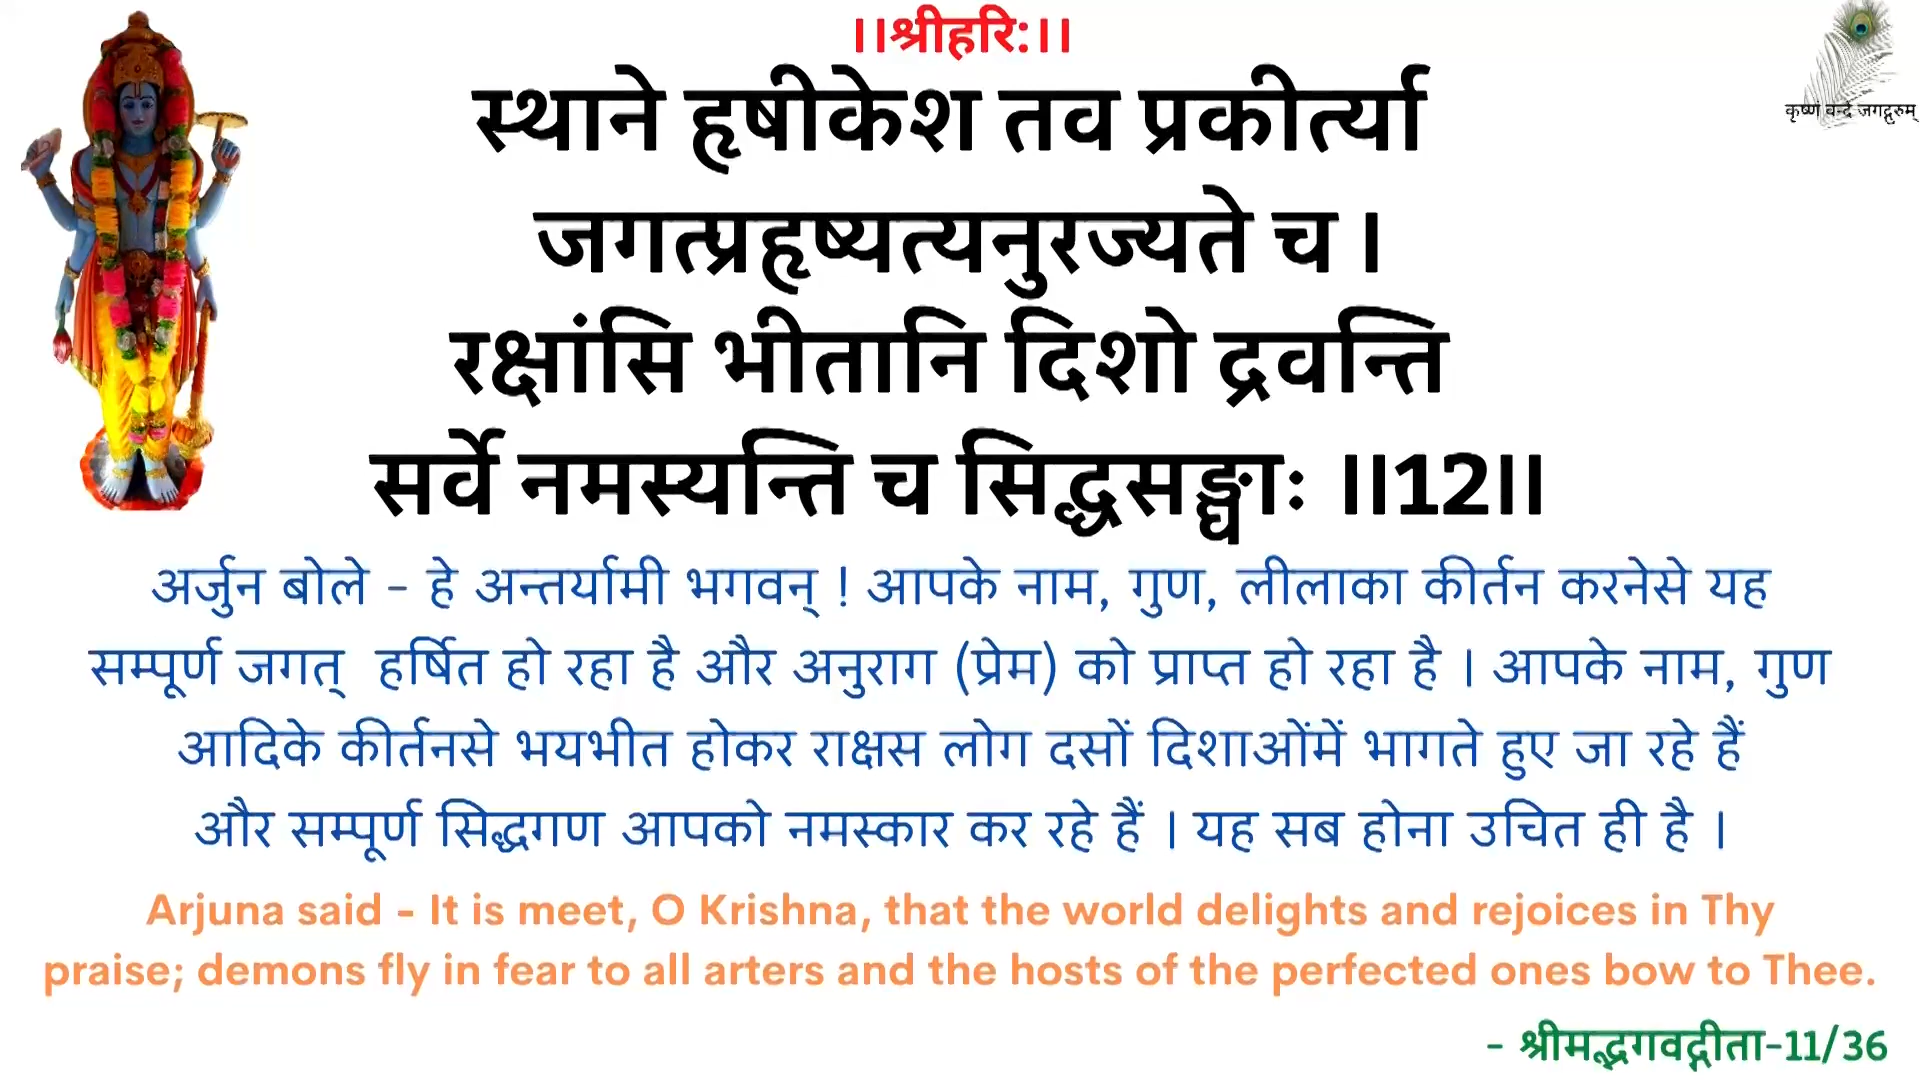 ।।श्रीहरि:।।
कृष्णं वन्दे जगद्गुरुम्
स्थाने हृषीकेश तव प्रकीर्त्या
जगत्प्रहृष्यत्यनुरज्यते च ।
रक्षांसि भीतानि दिशो द्रवन्ति
सर्वे नमस्यन्ति च सिद्धसङ्घाः ॥12॥
अर्जुन बोले - हे अन्तर्यामी भगवन् ! आपके नाम, गुण, लीलाका कीर्तन करनेसे यह
सम्पूर्ण जगत् हर्षित हो रहा है और अनुराग (प्रेम) को प्राप्त हो रहा है । आपके नाम, गुण
आदिके कीर्तनसे भयभीत होकर राक्षस लोग दसों दिशाओंमें भागते हुए जा रहे हैं
और सम्पूर्ण सिद्धगण आपको नमस्कार कर रहे हैं । यह सब होना उचित ही है ।
Arjuna said - It is meet, O Krishna, that the world delights and rejoices in Thy
praise; demons fly in fear to all arters and the hosts of the perfected ones bow to Thee.
- श्रीमद्भगवद्गीता-11/36